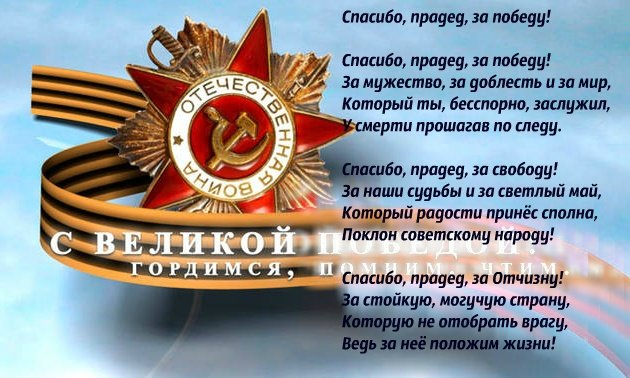 Спасибо, прадед, за победу!
Спасибо, прадед, за победу!
За мужество, за доблесть и за мир,
Который ты, бесспорно, заслужил,
У смерти прошагав по следу.
Спасибо, прадед, за свободу!
За наши судьбы и за светлый май,
Который радости принёс сполна,
Поклон советскому народу!
Спасибо, прадед, за Отчизну!
За стойкую, могучую страну,
Которую не отобрать врагу,
Ведь за неё положим жизни!
ОТЕЧЕСТВЕННАЯ ВОЙНА
С ВЕЛИКОЙ ПОБЕДОЙ!
ГОРДИМСЯ, ПОМНИМ, ЧТИМ.